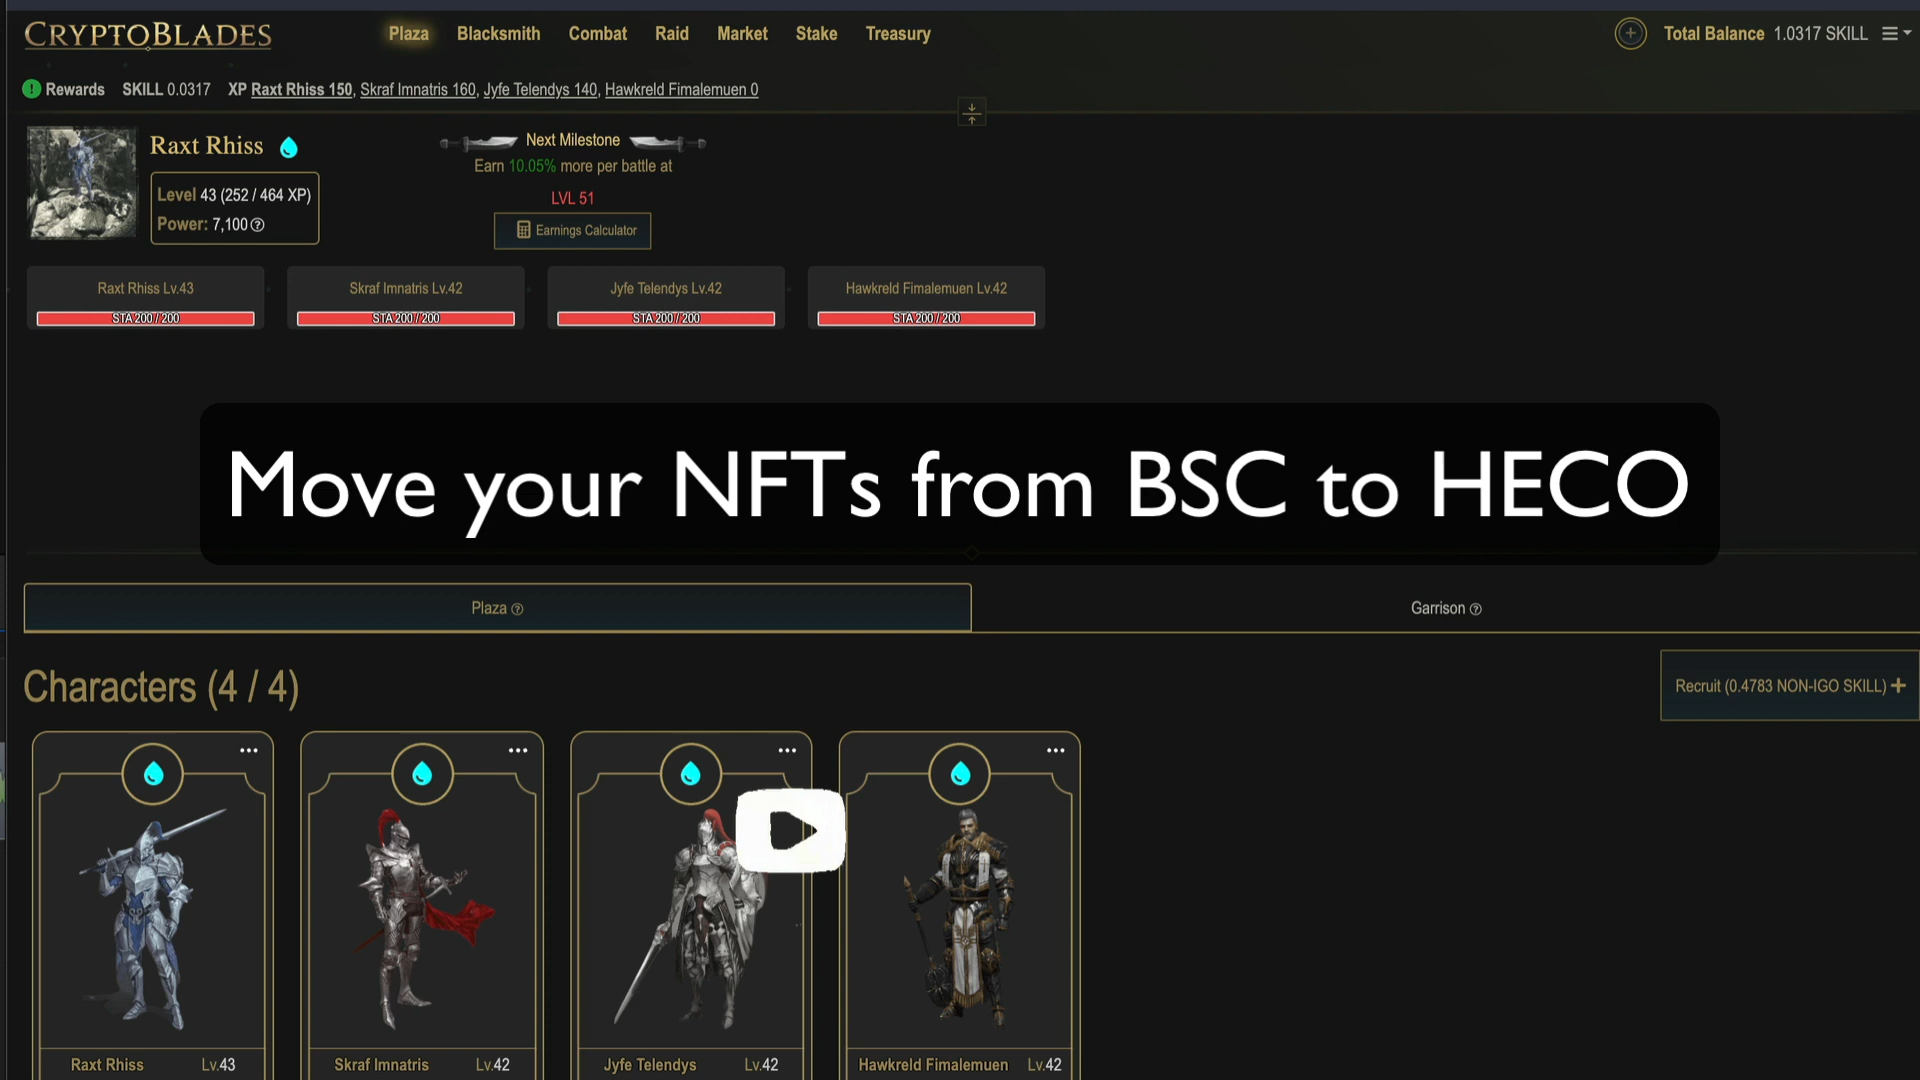 CRYPTOBLADES
Plaza Blacksmith Combat Raid Market Stake Treasury
Total Balance 1.0317 SKILL
Rewards SKILL 0.0317 XP Raxt Rhiss 150, Skraf Imnatris 160, Jyfe Telendys 140, Hawkreld Fimalemuen 0
Raxt Rhiss
Level 43 (252 / 464 XP)
Power: 7,100
Next Milestone
Earn 10.05% more per battle at
LVL 51
Earnings Calculator
Raxt Rhiss Lv.43
STA 200 / 200
Skraf Imnatris Lv.42
STA 200 / 200
Jyfe Telendys Lv.42
STA 200 / 200
Hawkreld Fimalemuen Lv.42
STA 200 / 200
Move your NFTs from BSC to HECO
Plaza
Garrison
Characters (4 / 4)
Recruit (0.4783 NON-IGO SKILL) +
Raxt Rhiss Lv.43
Skraf Imnatris Lv.42
Jyfe Telendys Lv.42
Hawkreld Fimalemuen Lv.42